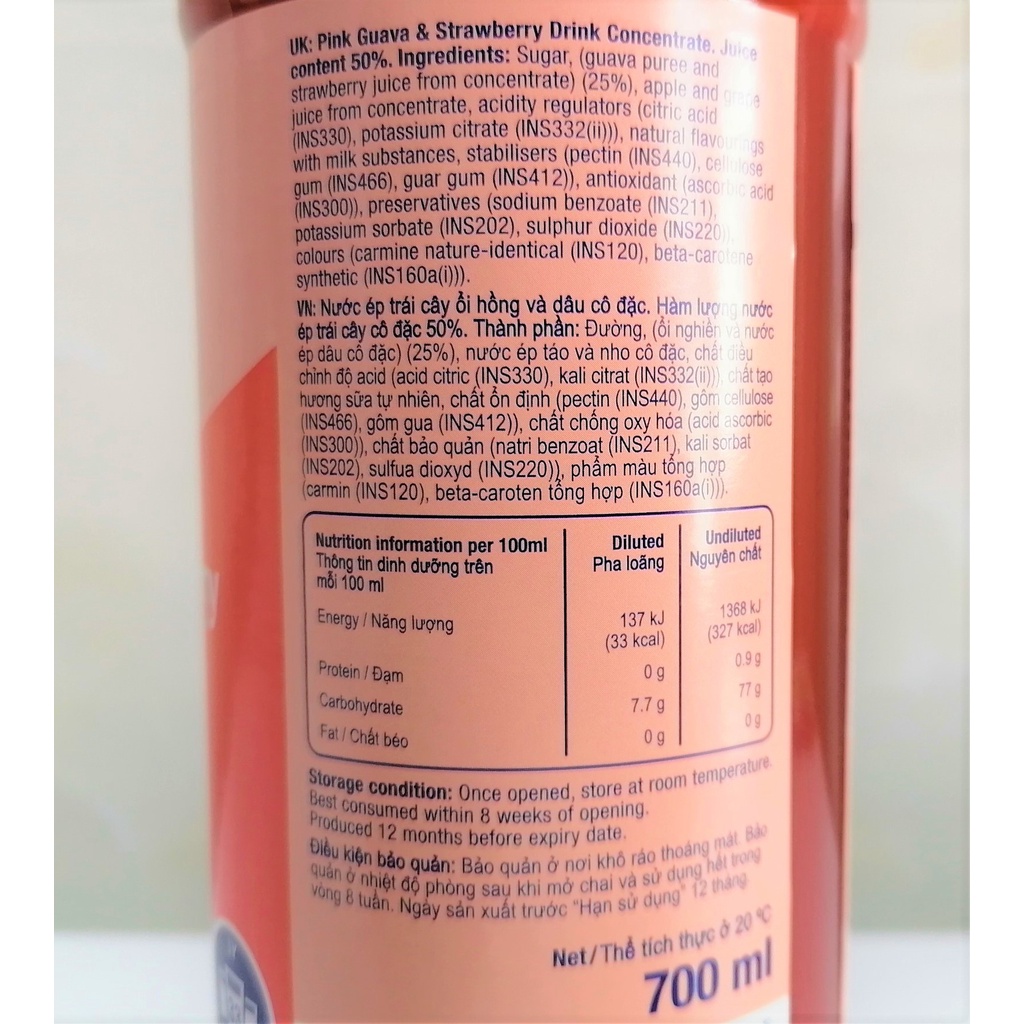 UK: Pink Guava & Strawberry Drink Concentrate. Juice
content 50%. Ingredients: Sugar, (guava puree and
strawberry juice from concentrate) (25%), apple and grape
juice from concentrate, acidity regulators (citric acid
(INS330), potassium citrate (INS332(ii))), natural flavourings
with milk substances, stabilisers (pectin (INS440), cellulose
gum (INS466), guar gum (INS412)), antioxidant (ascorbic acid
(INS300)), preservatives (sodium benzoate (INS211),
potassium sorbate (INS202), sulphur dioxide (INS220)),
colours (carmine nature-identical (INS120), beta-carotene
synthetic (INS160a(i))).
VN: Nước ép trái cây ổi hồng và dâu cô đặc. Hàm lượng nước
ép trái cây cô đặc 50%. Thành phần: Đường, (ổi nghiền và nước
ép dâu cô đặc) (25%), nước ép táo và nho cô đặc, chất điều
chỉnh độ acid (acid citric (INS330), kali citrat (INS332(ii))), chất tạo
hương sữa tự nhiên, chất ổn định (pectin (INS440), gôm cellulose
(INS466), gôm gua (INS412)), chất chống oxy hóa (acid ascorbic
(INS300)), chất bảo quản (natri benzoat (INS211), kali sorbat
(INS202), sulfua dioxyd (INS220)), phẩm màu tổng hợp
(carmin (INS120), beta-caroten tổng hợp (INS160a(i))).
Nutrition information per 100ml Diluted Undiluted
Thông tin dinh dưỡng trên Pha loãng Nguyên chất
mỗi 100 ml
Energy / Năng lượng 137 kJ 1368 kJ
(33 kcal) (327 kcal)
Protein / Đạm 0 g 0.9 g
Carbohydrate 7.7 g 77 g
Fat / Chất béo 0 g 0 g
Storage condition: Once opened, store at room temperature.
Best consumed within 8 weeks of opening.
Produced 12 months before expiry date.
Điều kiện bảo quản: Bảo quản ở nơi khô ráo thoáng mát. Bảo
quản ở nhiệt độ phòng sau khi mở chai và sử dụng hết trong
vòng 8 tuần. Ngày sản xuất trước "Hạn sử dụng" 12 tháng.
Net / Thể tích thực ở 20 ºC
700 ml